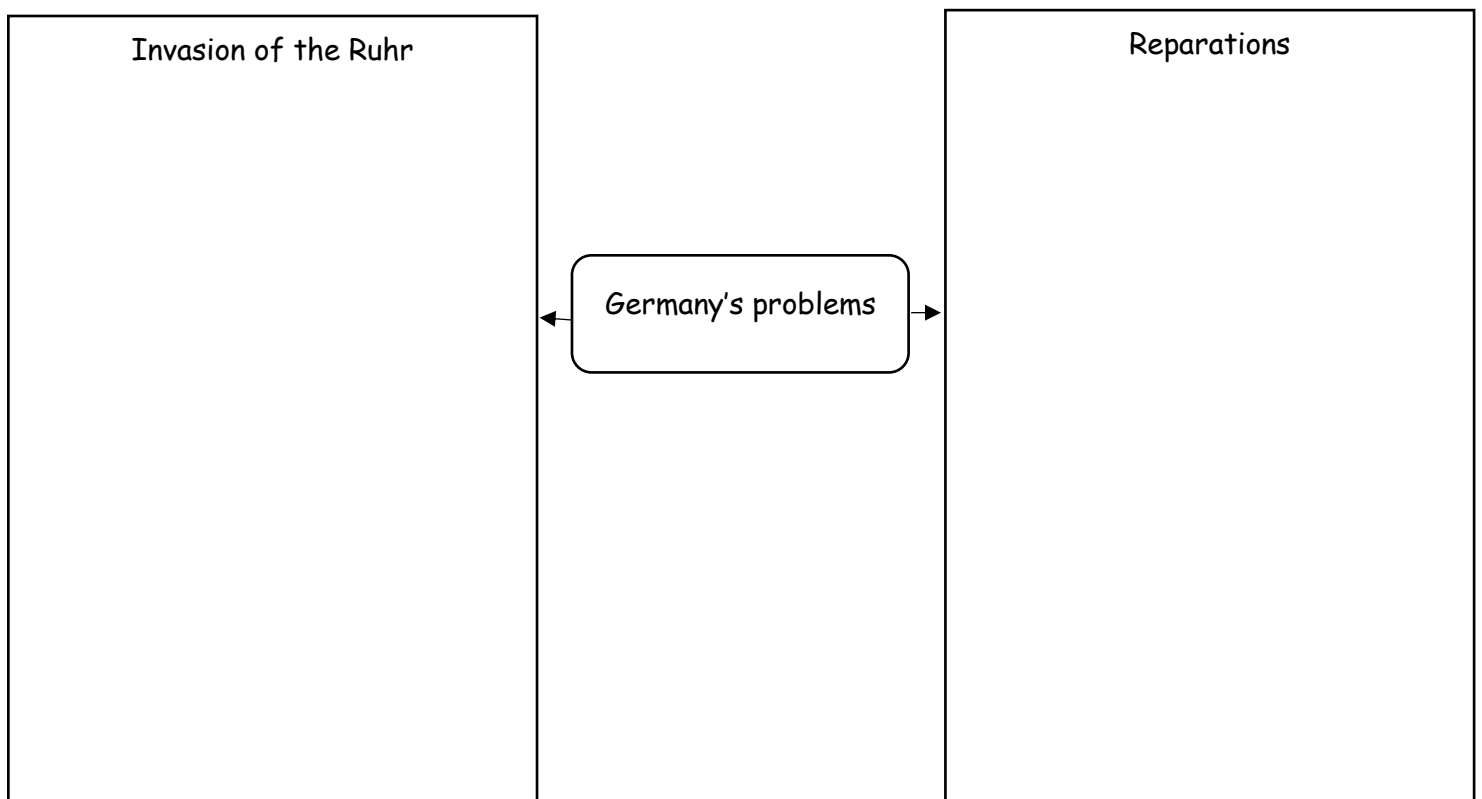 Invasion of the Ruhr
Reparations
Germany's problems